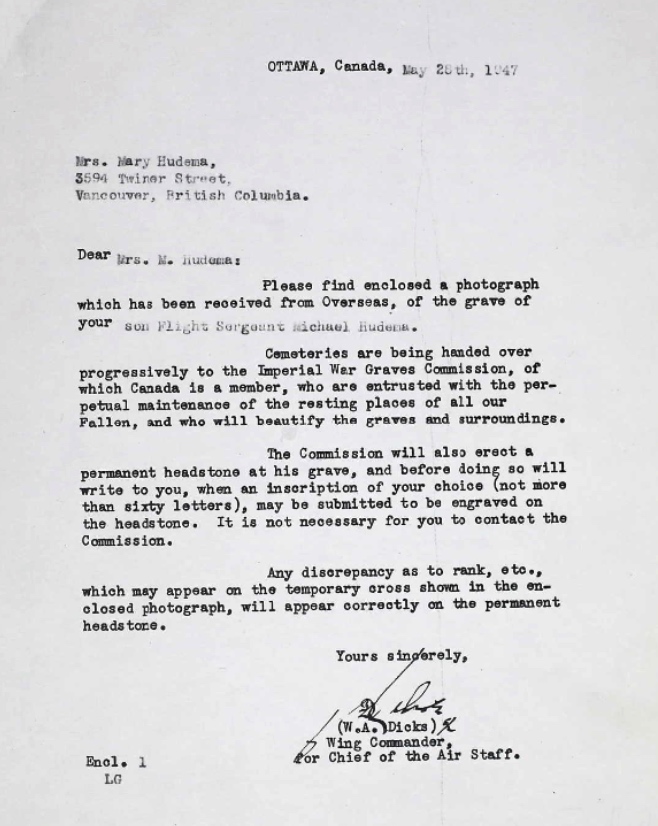 OTTAWA, Canada, May 28th, 1947
Mrs. Mary Hudema,
3594 Twiner Street,
Vancouver, British Columbia.
Dear Mrs. M. Hudema:
Please find enclosed a photograph
which has been received from Overseas, of the grave of
your son Flight Sergeant Michael Hudema.
Cemeteries are being handed over
progressively to the Imperial War Graves Commission, of
which Canada is a member, who are entrusted with the per-
petual maintenance of the resting places of all our
Fallen, and who will beautify the graves and surroundings.
The Commission will also erect a
permanent headstone at his grave, and before doing so will
write to you, when an inscription of your choice (not more
than sixty letters), may be submitted to be engraved on
the headstone. It is not necessary for you to contact the
Commission.
Any discrepancy as to rank, etc.,
which may appear on the temporary cross shown in the en-
closed photograph, will appear correctly on the permanent
headstone.
Yours sincerely,
(W.A. Dicks)
Wing Commander,
for Chief of the Air Staff.
Encl. 1
LG